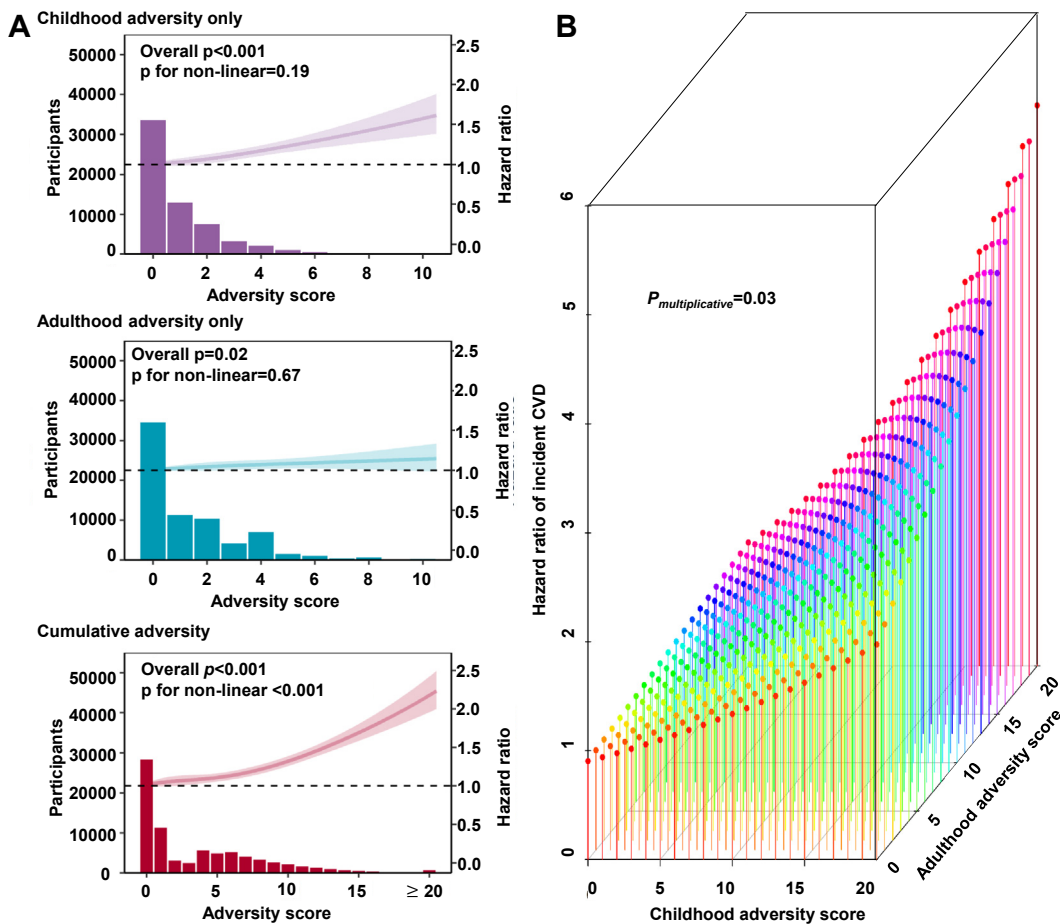 A
Childhood adversity only
Overall p<0.001
p for non-linear=0.19
50000
40000
30000
20000
10000
0
Participants
2.5
2.0
1.5
1.0
0.5
0.0
Hazard ratio
0 2 4 6 8 10
Adversity score
Adulthood adversity only
Overall p=0.02
p for non-linear=0.67
50000
40000
30000
20000
10000
0
Participants
2.5
2.0
1.5
1.0
0.5
0.0
Hazard ratio
0 2 4 6 8 10
Adversity score
Cumulative adversity
Overall p<0.001
p for non-linear <0.001
50000
40000
30000
20000
10000
0
Participants
2.5
2.0
1.5
1.0
0.5
0.0
Hazard ratio
0 5 10 15 ≥ 20
Adversity score
B
P multiplicative=0.03
6
5
4
3
2
1
0
Hazard ratio of incident CVD
0 5 10 15 20
Childhood adversity score
0
5
10
15
20
Adulthood adversity score